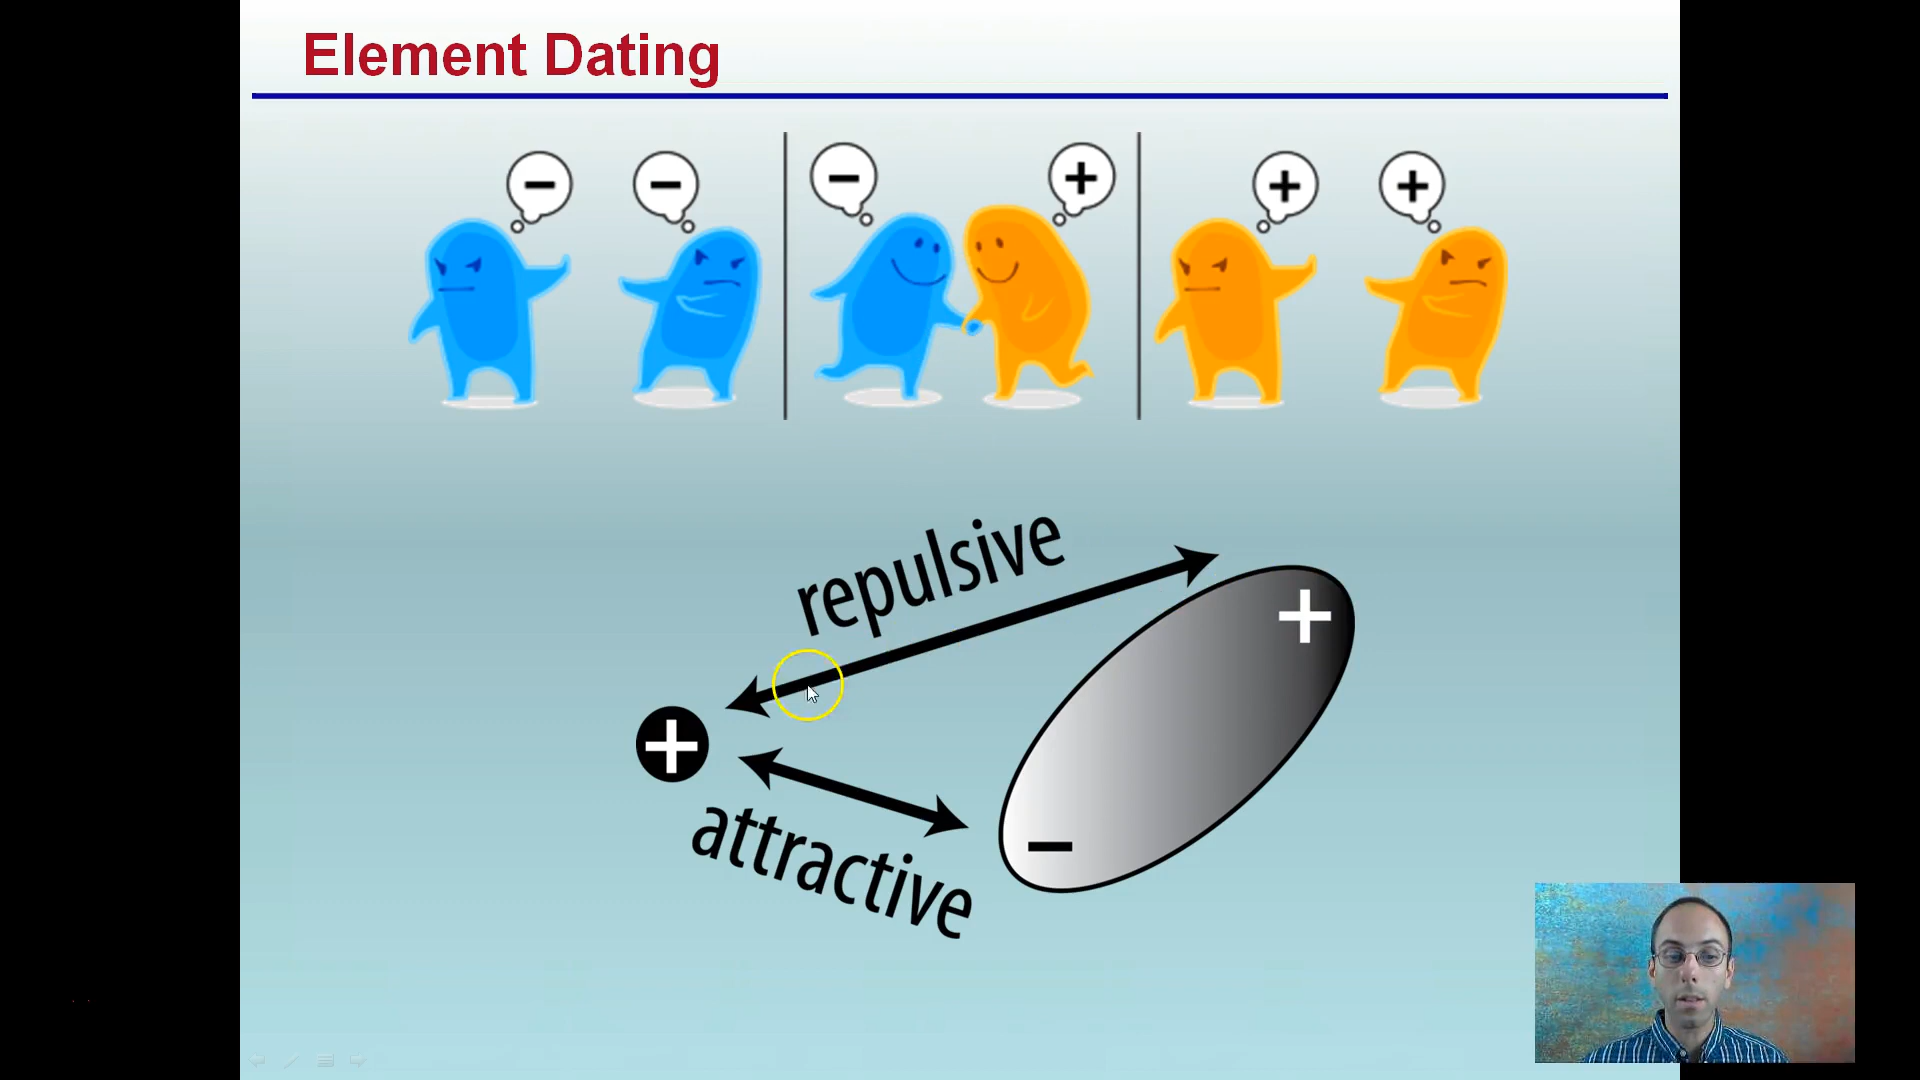 Element Dating
− − − + + +
repulsive
+
+
attractive
−